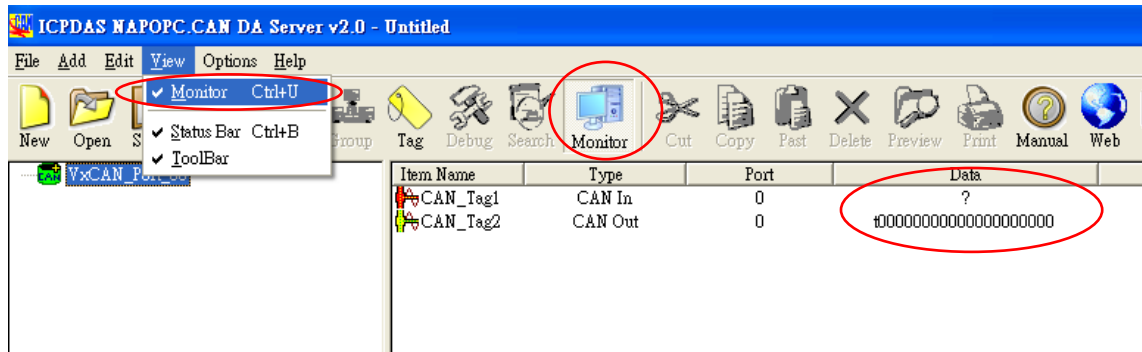 ICPDAS NAPOPC.CAN DA Server v2.0 - Untitled
File Add Edit View Options Help
Monitor Ctrl+U
Status Bar Ctrl+B
ToolBar
New Open Group Tag Debug Search Monitor Cut Copy Past Delete Preview Print Manual Web
Item Name Type Port Data
CAN_Tag1 CAN In 0 ?
CAN_Tag2 CAN Out 0 t00000000000000000000